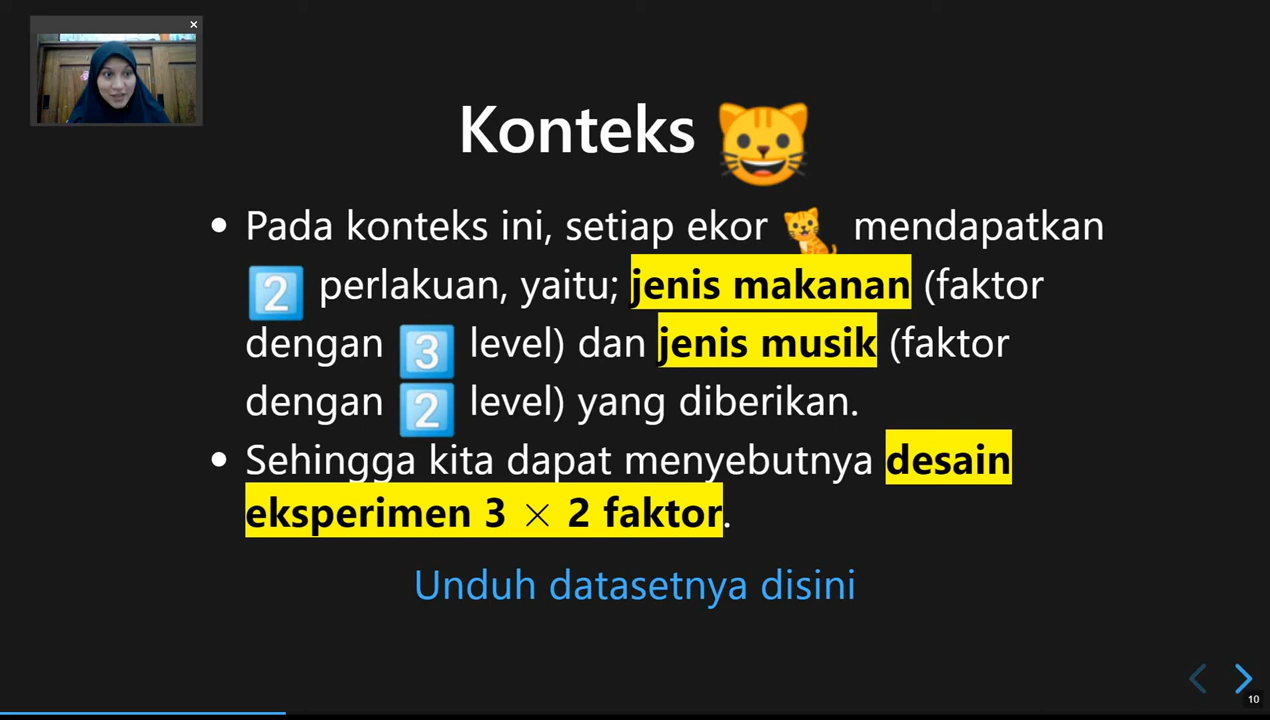 ×
Konteks 😺
• Pada konteks ini, setiap ekor 🐈 mendapatkan
2️⃣ perlakuan, yaitu; jenis makanan (faktor
dengan 3️⃣ level) dan jenis musik (faktor
dengan 2️⃣ level) yang diberikan.
• Sehingga kita dapat menyebutnya desain
eksperimen 3 × 2 faktor.
Unduh datasetnya disini
10